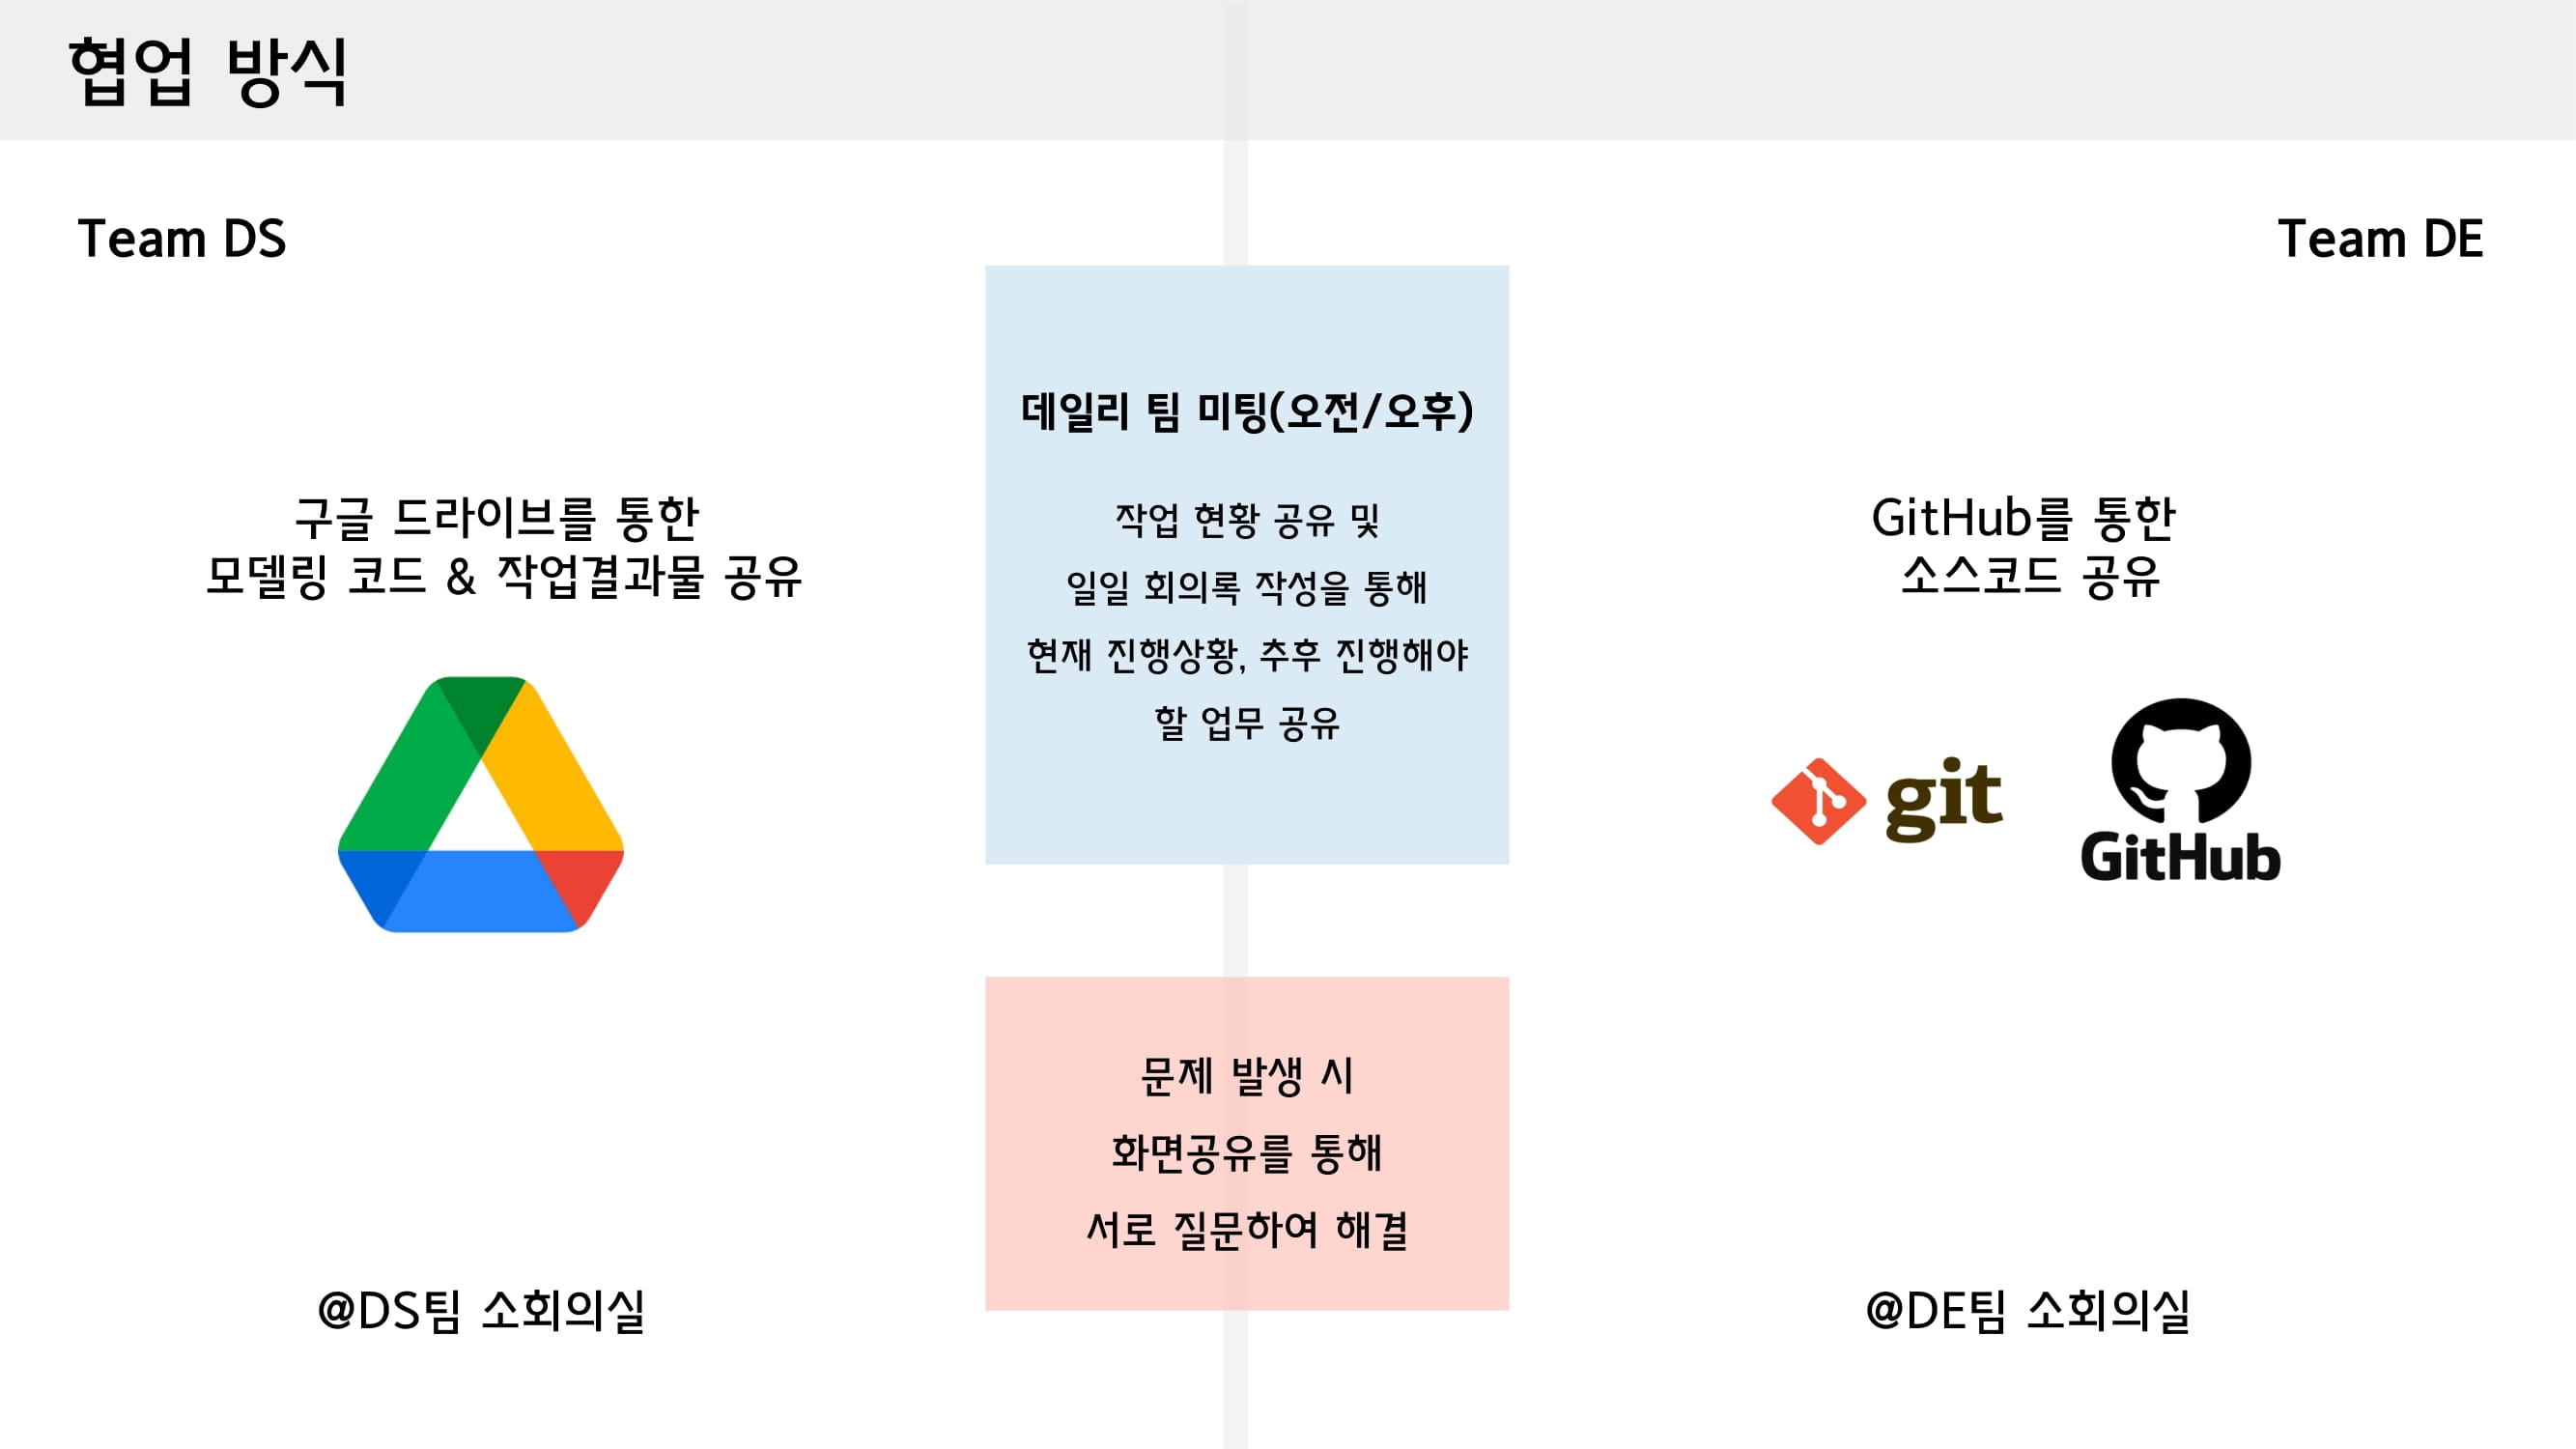 협업 방식
Team DS
구글 드라이브를 통한
모델링 코드 & 작업결과물 공유
@DS팀 소회의실
데일리 팀 미팅(오전/오후)
작업 현황 공유 및
일일 회의록 작성을 통해
현재 진행상황, 추후 진행해야
할 업무 공유
문제 발생 시
화면공유를 통해
서로 질문하여 해결
Team DE
GitHub를 통한
소스코드 공유
git
GitHub
@DE팀 소회의실